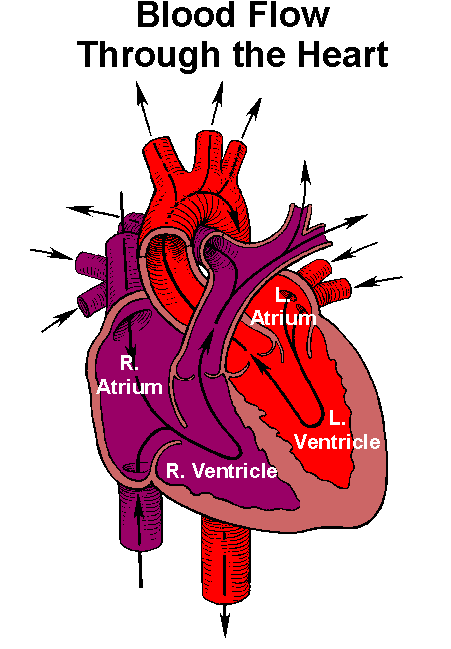 Blood Flow
Through the Heart
L.
Atrium
R.
Atrium
L.
Ventricle
R. Ventricle